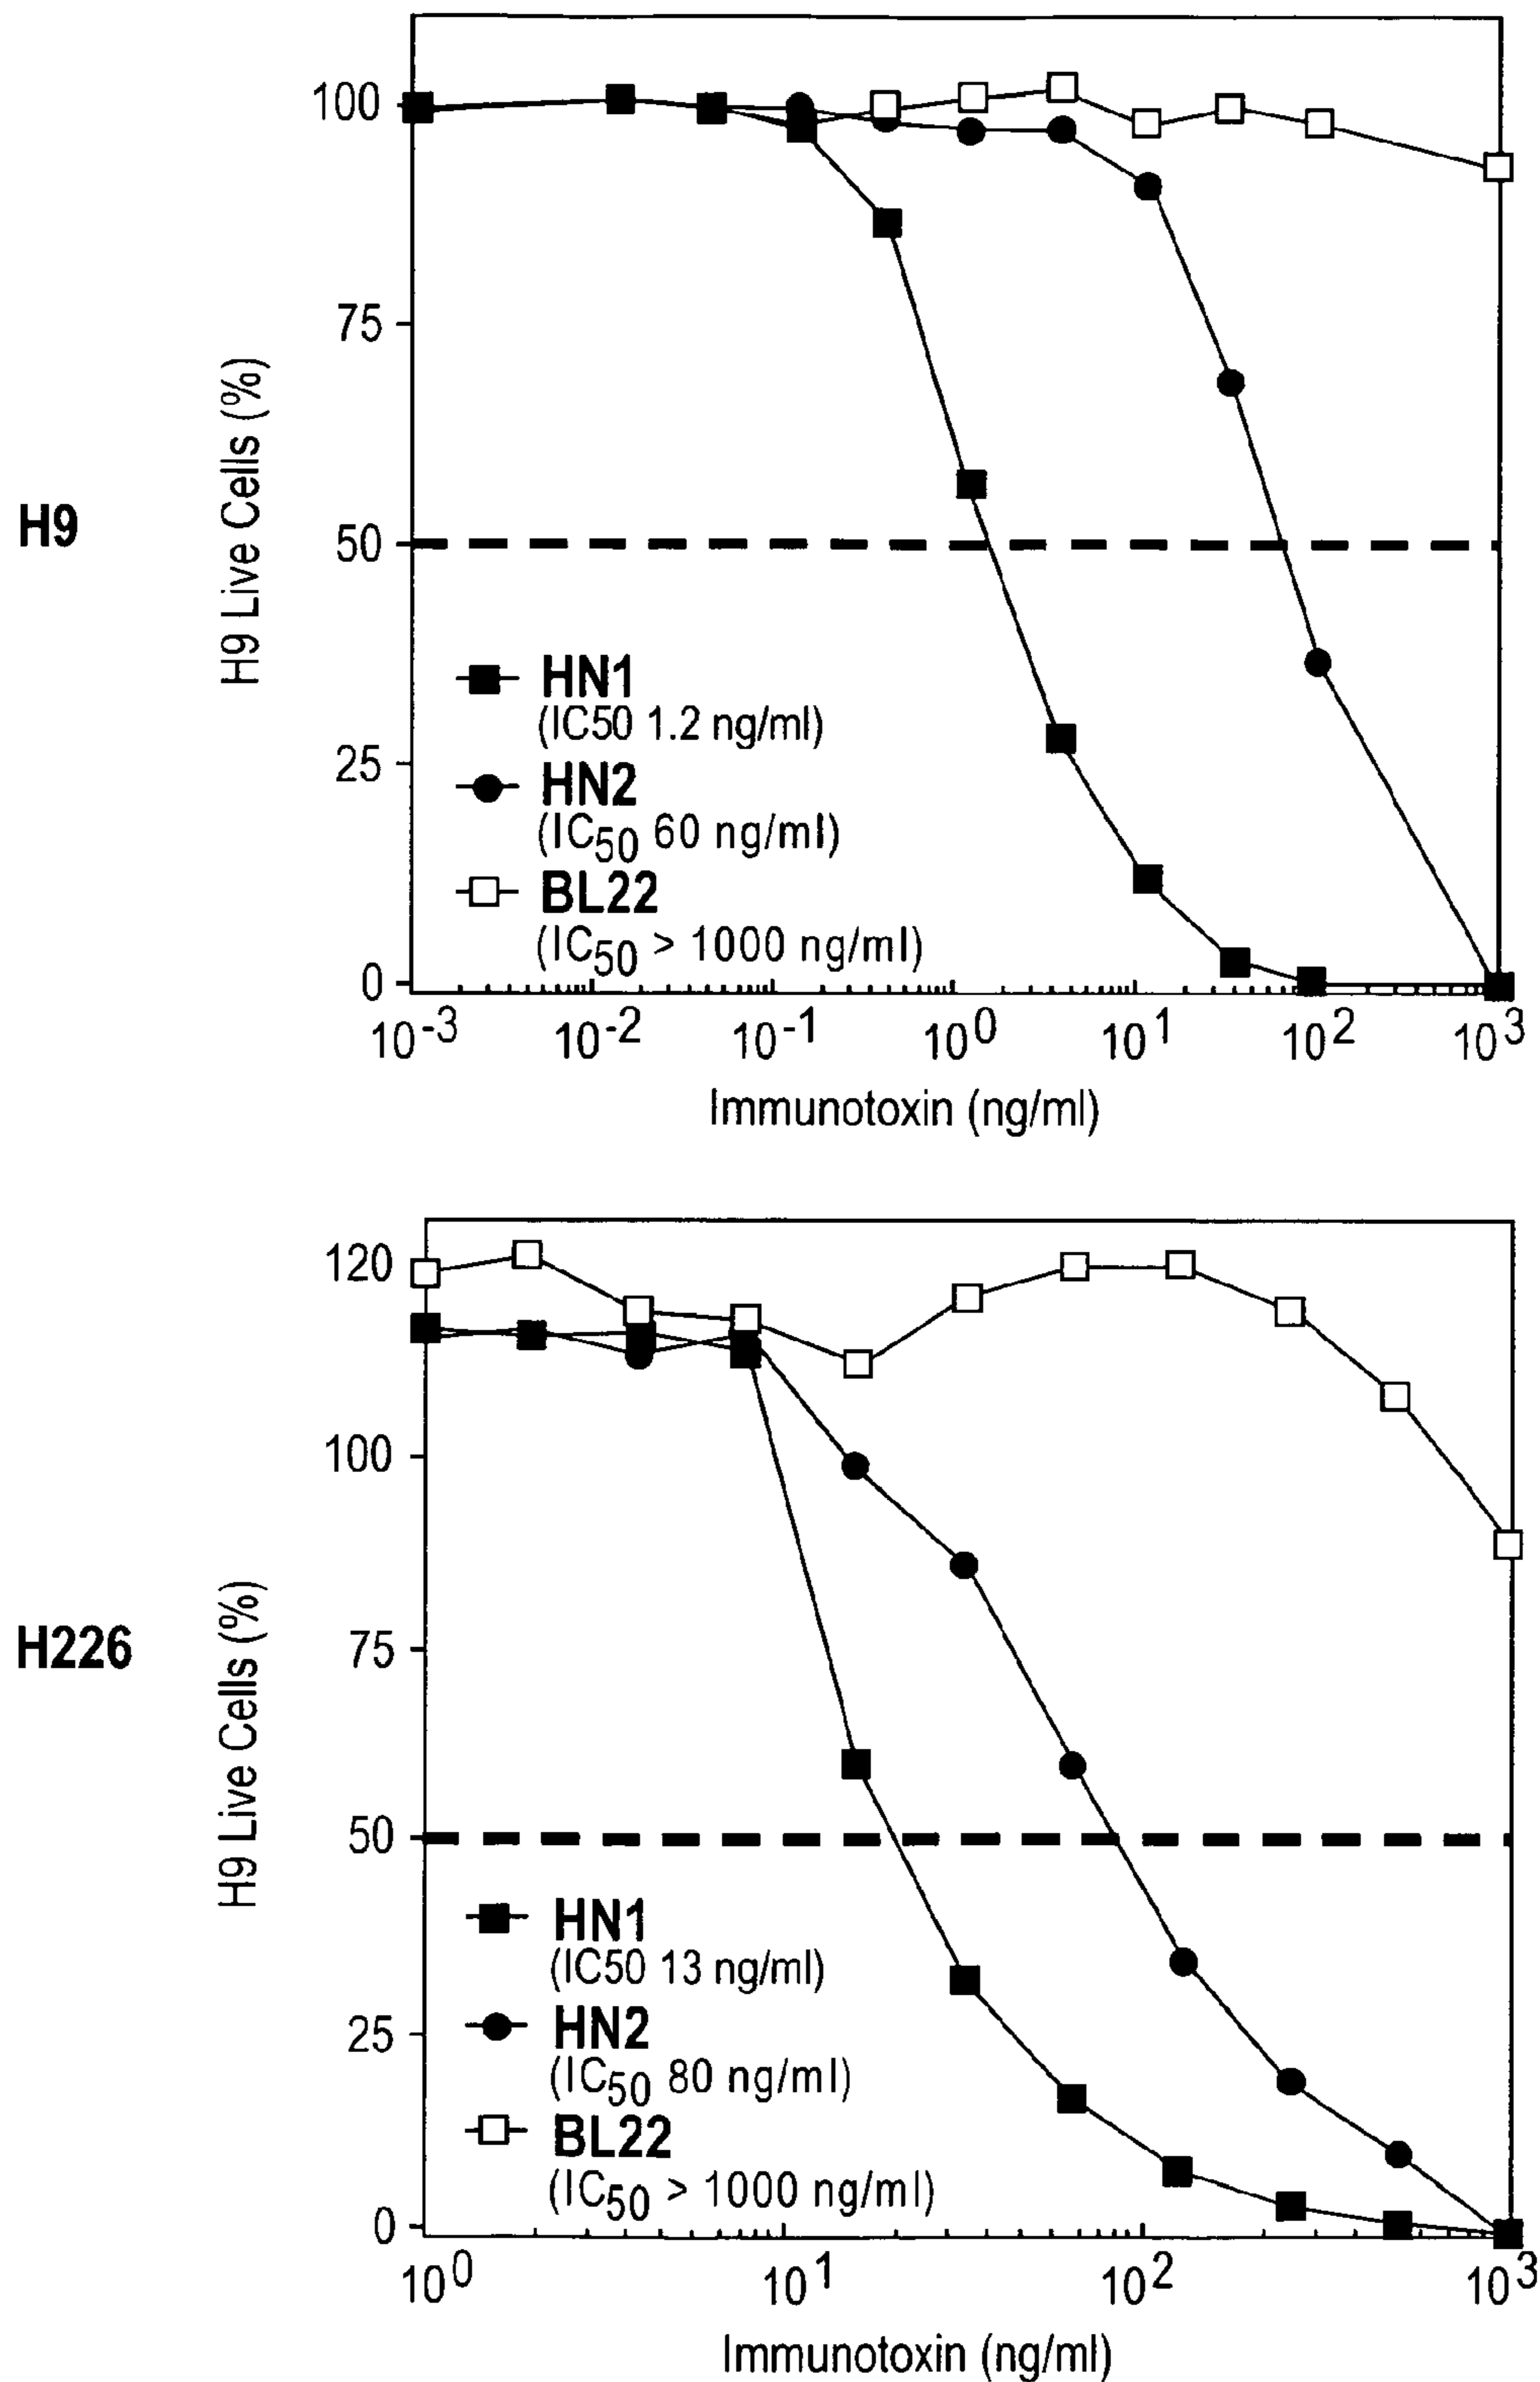 H9
H9 Live Cells (%)
100
75
50
25
0
HN1
(IC50 1.2 ng/ml)
HN2
(IC50 60 ng/ml)
BL22
(IC50 > 1000 ng/ml)
10-3 10-2 10-1 100 101 102 103
Immunotoxin (ng/ml)
H226
H9 Live Cells (%)
120
100
75
50
25
0
HN1
(IC50 13 ng/ml)
HN2
(IC50 80 ng/ml)
BL22
(IC50 > 1000 ng/ml)
100 101 102 103
Immunotoxin (ng/ml)